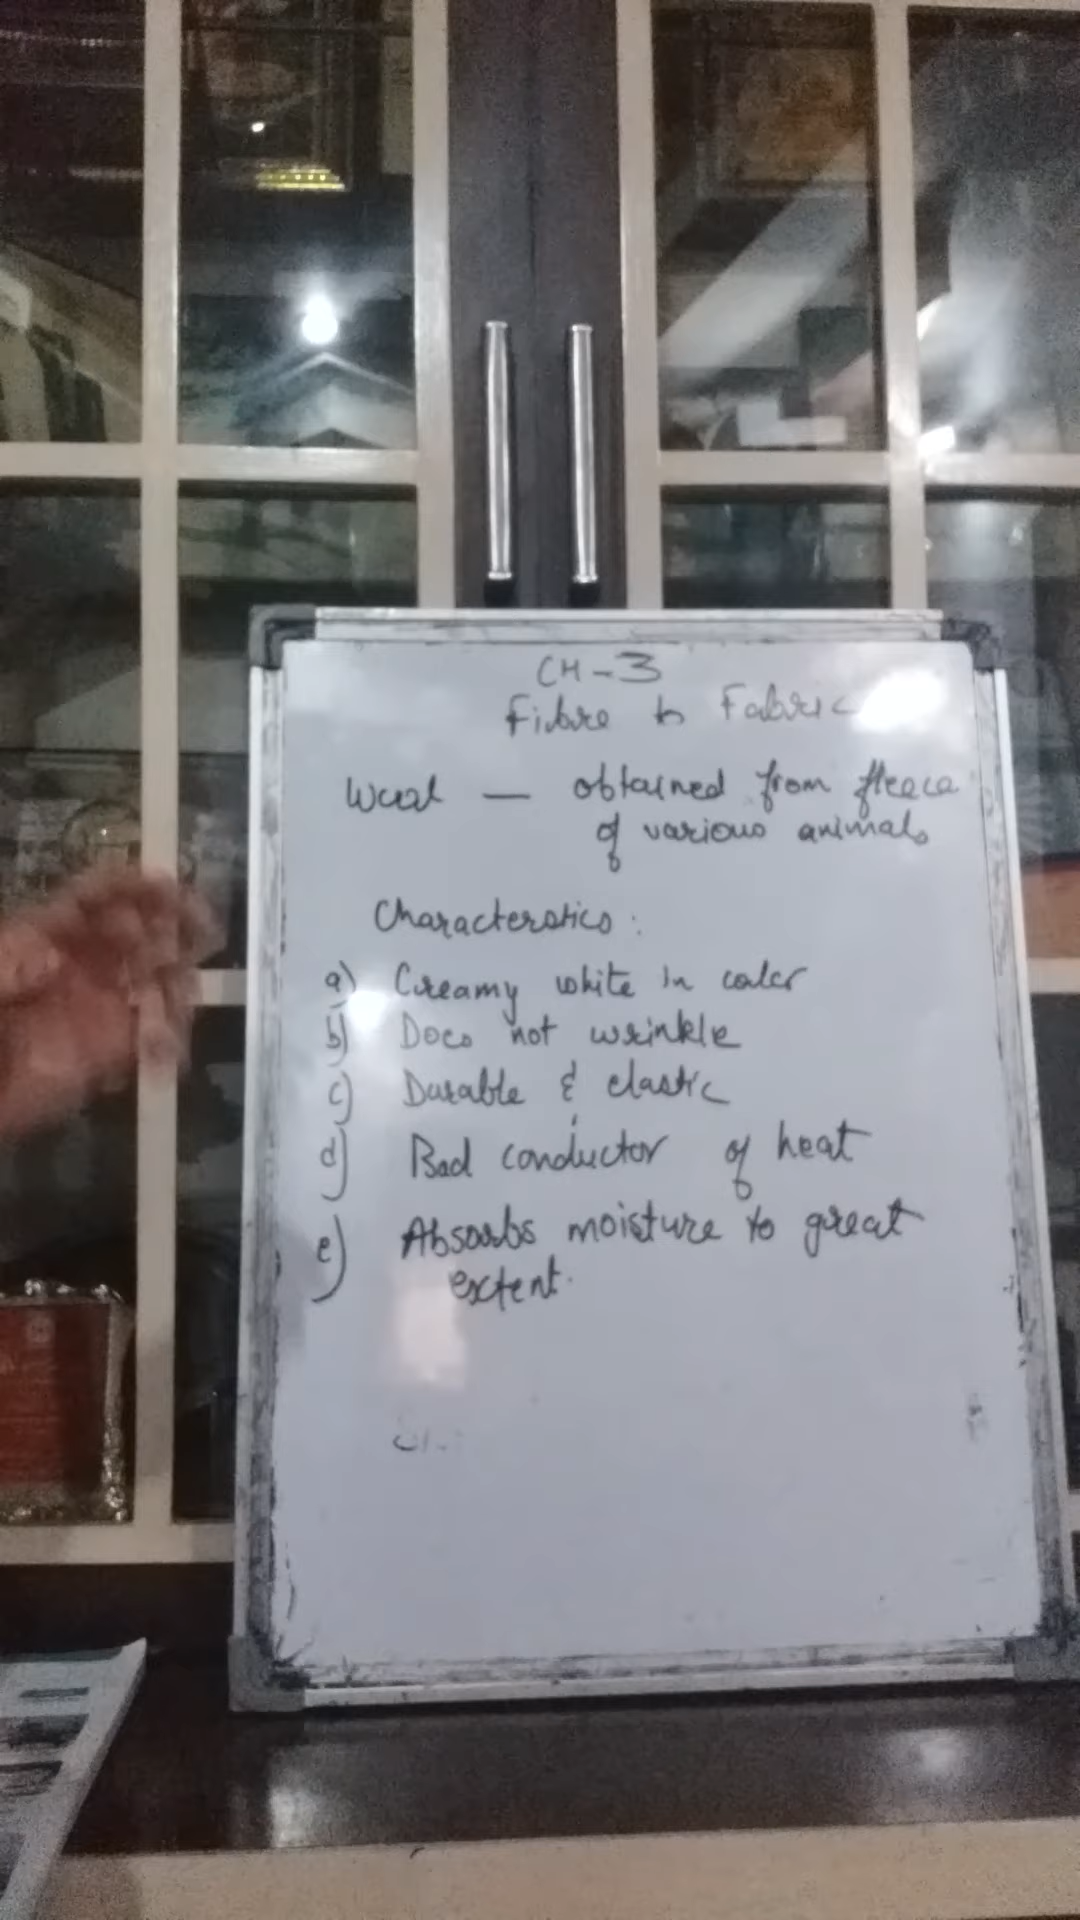 CH-3
Fibre to Fabric
Wool — obtained from fleece
of various animals
Characterstics:
a) Creamy white in color
b) Does not wrinkle
c) Durable & elastic
d) Bad conductor of heat
e) Absorbs moisture to great
extent.